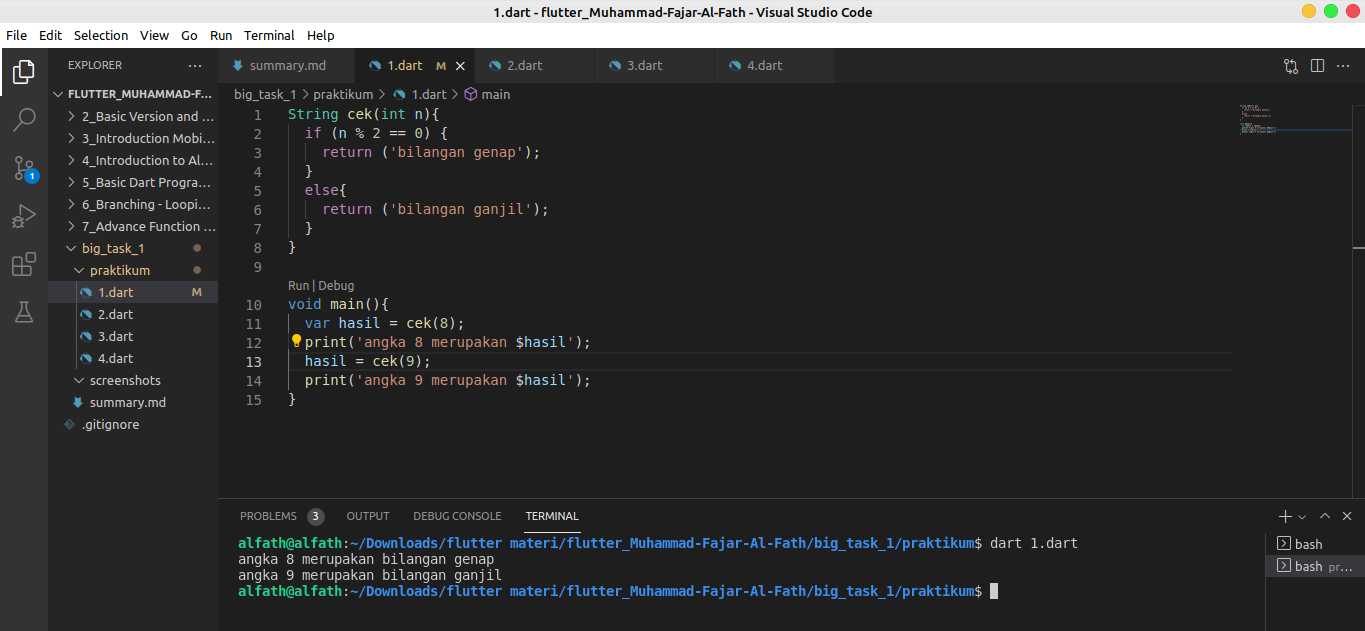 1.dart - flutter_Muhammad-Fajar-Al-Fath - Visual Studio Code
File Edit Selection View Go Run Terminal Help
EXPLORER ...
FLUTTER_MUHAMMAD-F...
2_Basic Version and ...
3_Introduction Mobi...
4_Introduction to Al...
5_Basic Dart Progra...
6_Branching - Loopi...
7_Advance Function ...
big_task_1
praktikum
1.dart M
2.dart
3.dart
4.dart
screenshots
summary.md
.gitignore
1
summary.md 1.dart M 2.dart 3.dart 4.dart
big_task_1 > praktikum > 1.dart > main
1 String cek(int n){
2 if (n % 2 == 0) {
3 return ('bilangan genap');
4 }
5 else{
6 return ('bilangan ganjil');
7 }
8 }
9
Run | Debug
10 void main(){
11 var hasil = cek(8);
12 print('angka 8 merupakan $hasil');
13 hasil = cek(9);
14 print('angka 9 merupakan $hasil');
15 }
PROBLEMS 3 OUTPUT DEBUG CONSOLE TERMINAL
alfath@alfath:~/Downloads/flutter materi/flutter_Muhammad-Fajar-Al-Fath/big_task_1/praktikum$ dart 1.dart
angka 8 merupakan bilangan genap
angka 9 merupakan bilangan ganjil
alfath@alfath:~/Downloads/flutter materi/flutter_Muhammad-Fajar-Al-Fath/big_task_1/praktikum$
bash
bash pr...